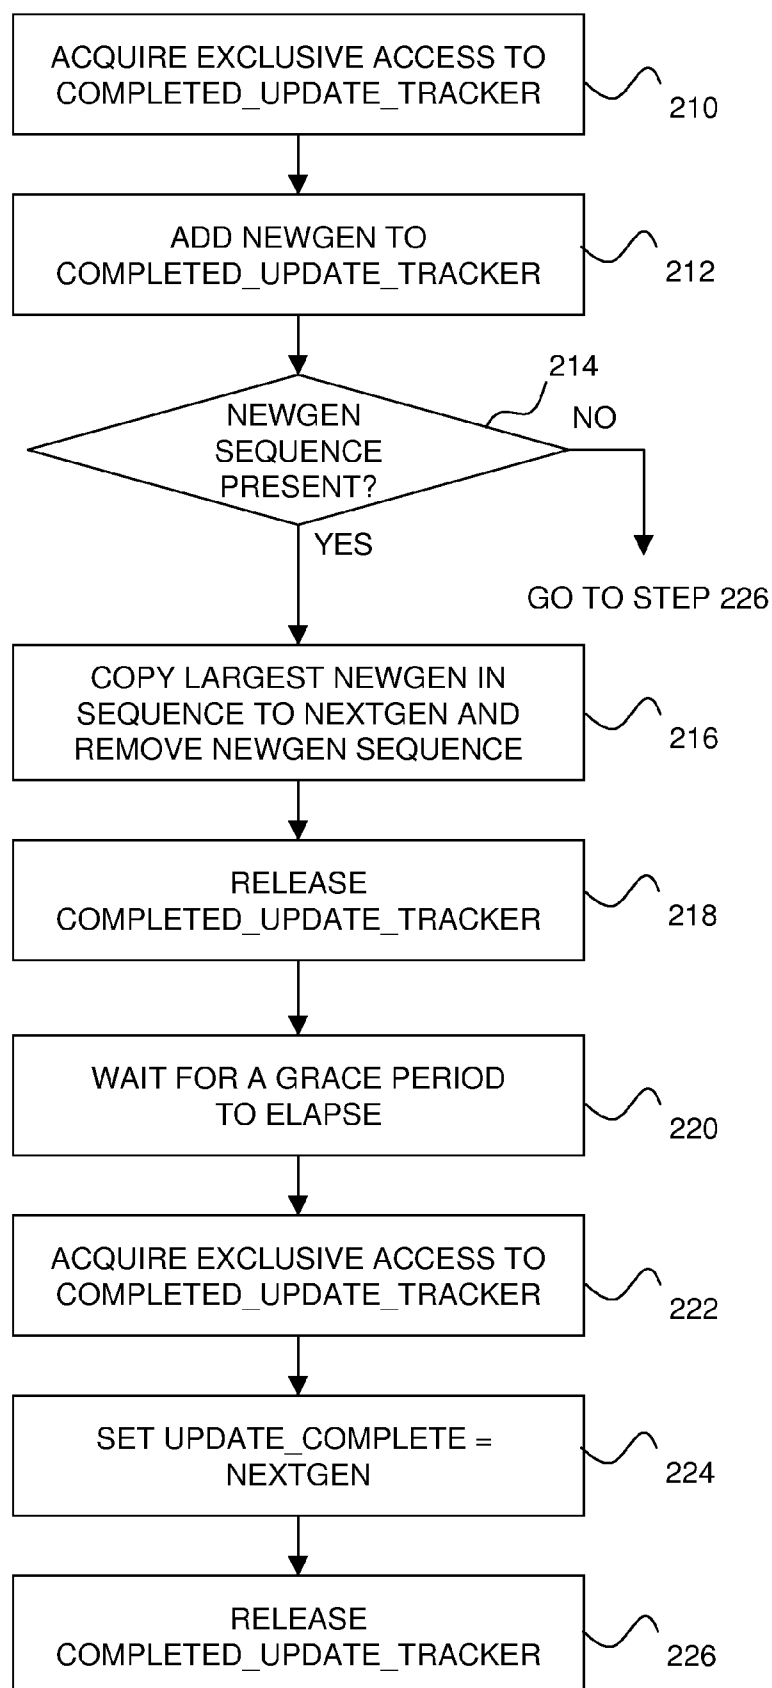 ACQUIRE EXCLUSIVE ACCESS TO
COMPLETED_UPDATE_TRACKER
210
ADD NEWGEN TO
COMPLETED_UPDATE_TRACKER
212
214
NEWGEN
SEQUENCE
PRESENT?
NO
YES
GO TO STEP 226
COPY LARGEST NEWGEN IN
SEQUENCE TO NEXTGEN AND
REMOVE NEWGEN SEQUENCE
216
RELEASE
COMPLETED_UPDATE_TRACKER
218
WAIT FOR A GRACE PERIOD
TO ELAPSE
220
ACQUIRE EXCLUSIVE ACCESS TO
COMPLETED_UPDATE_TRACKER
222
SET UPDATE_COMPLETE =
NEXTGEN
224
RELEASE
COMPLETED_UPDATE_TRACKER
226